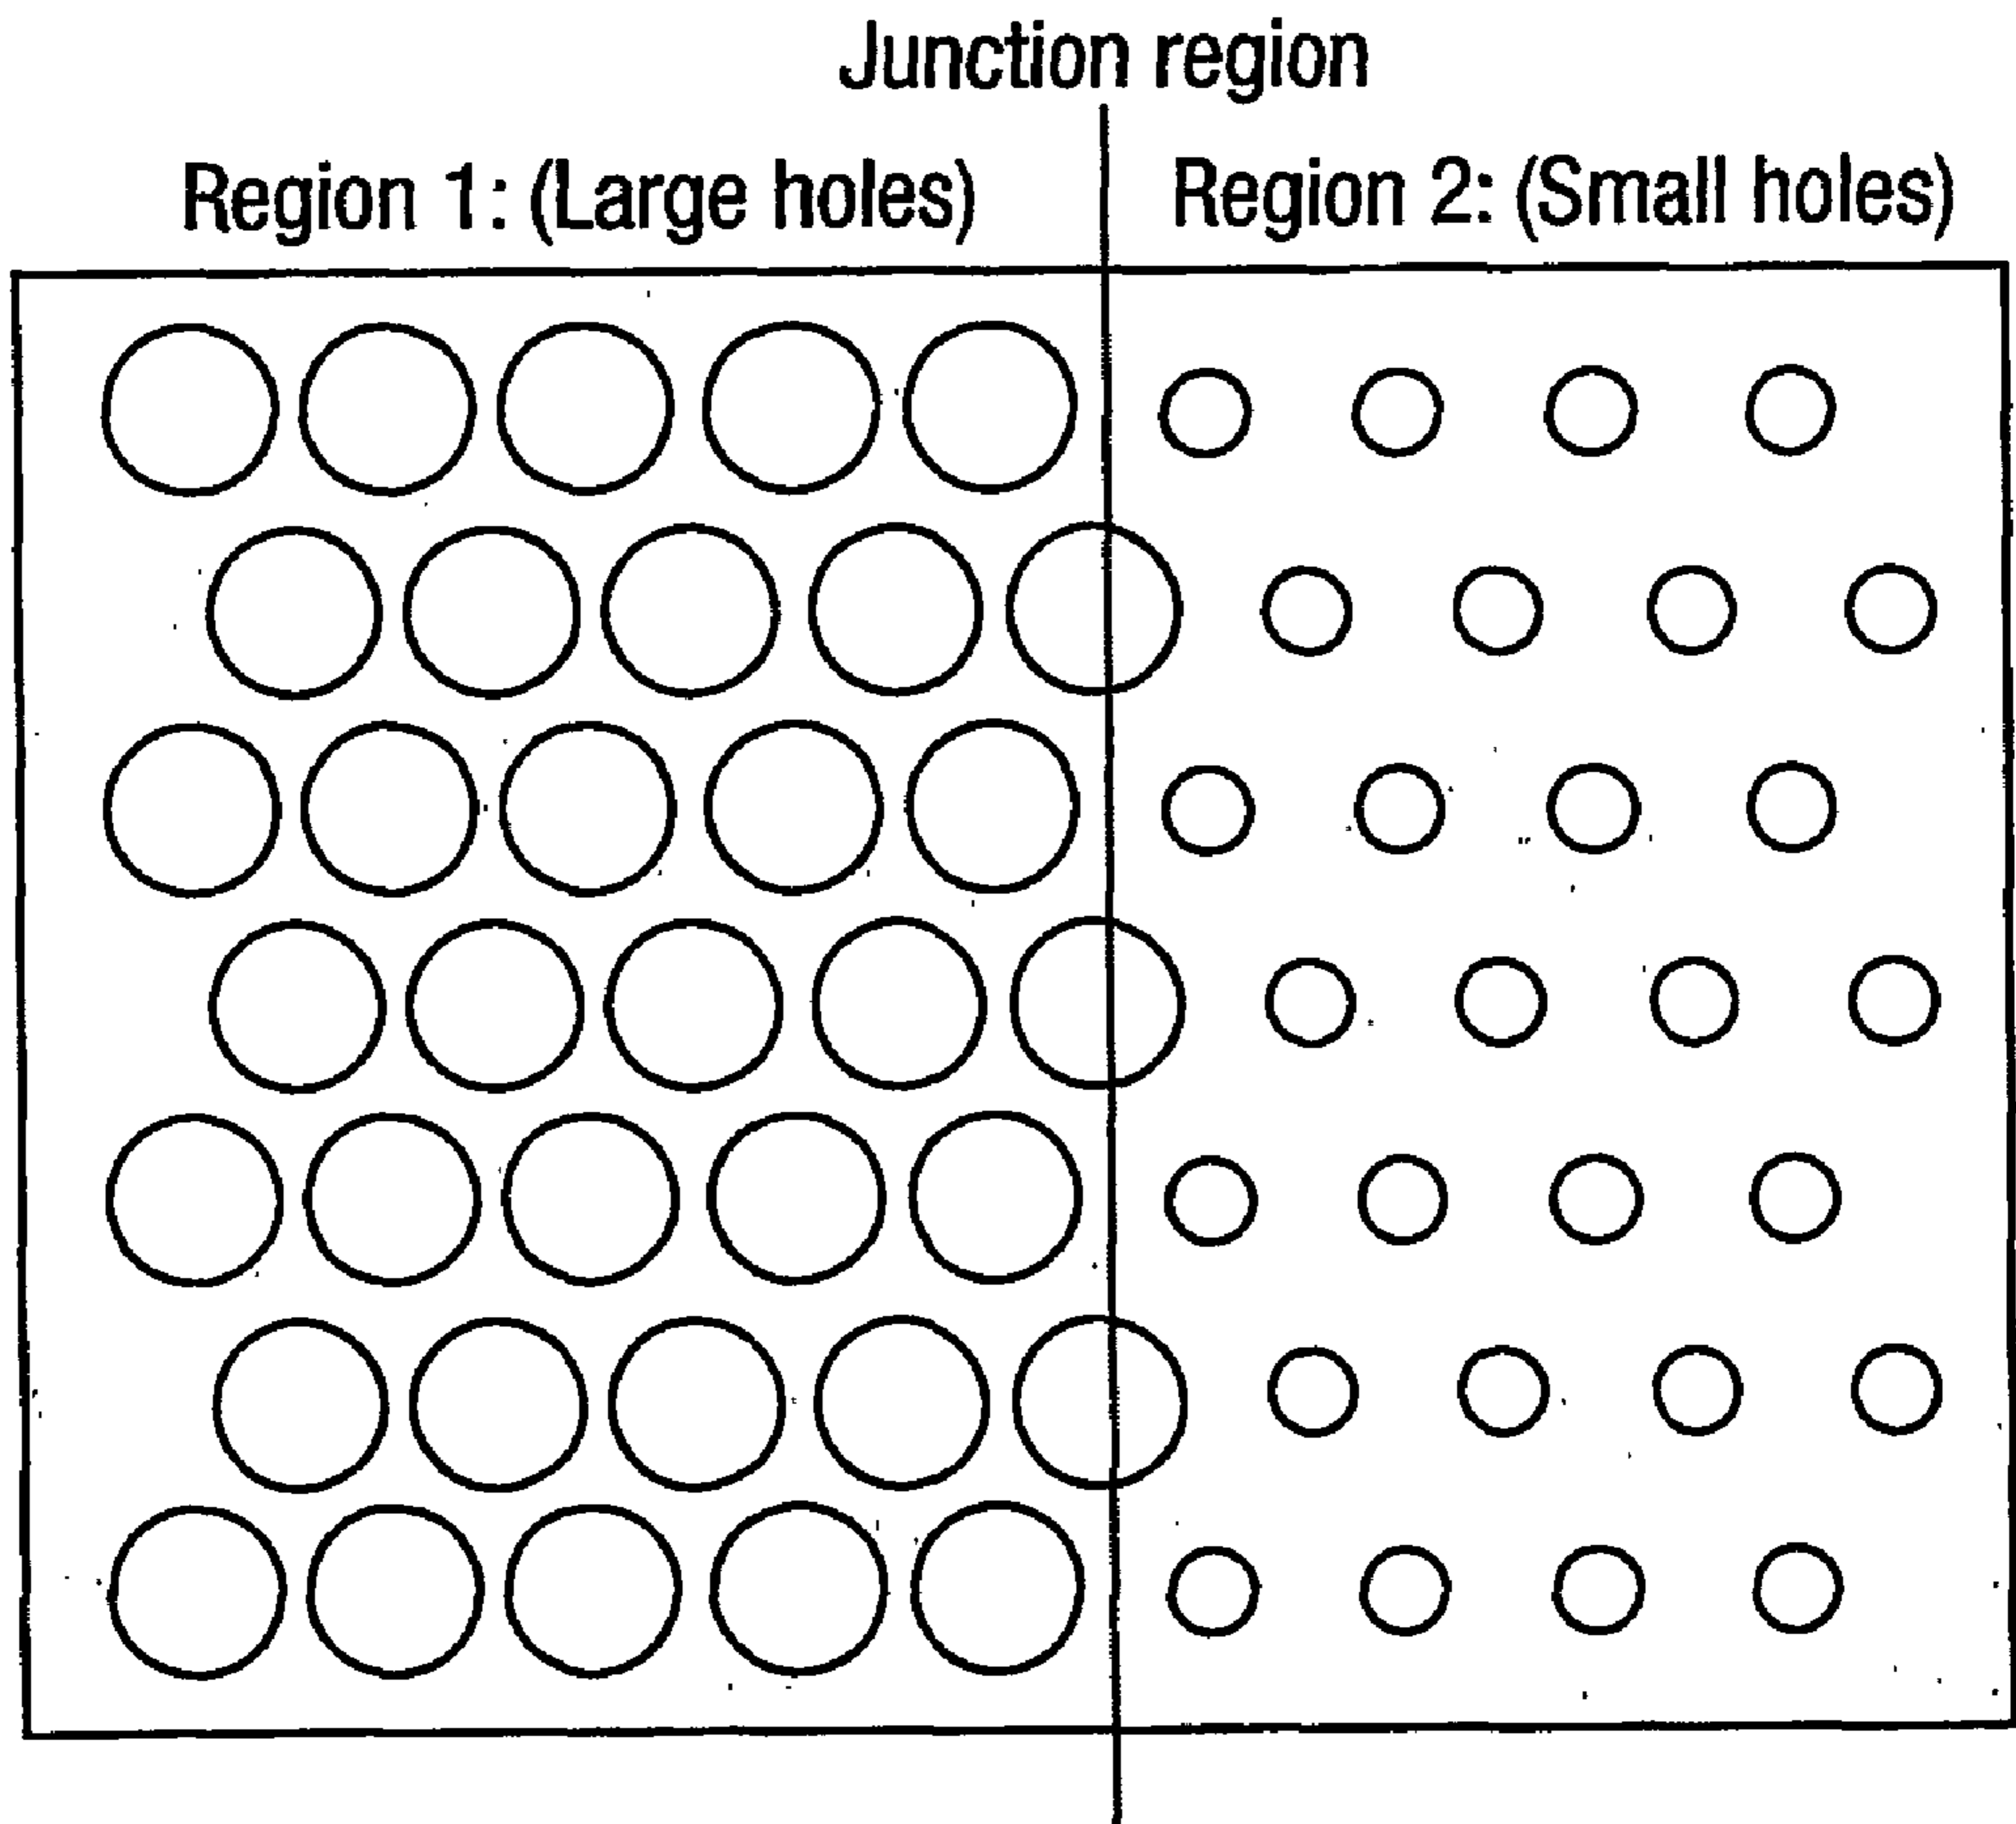 Junction region
Region 1: (Large holes)
Region 2: (Small holes)